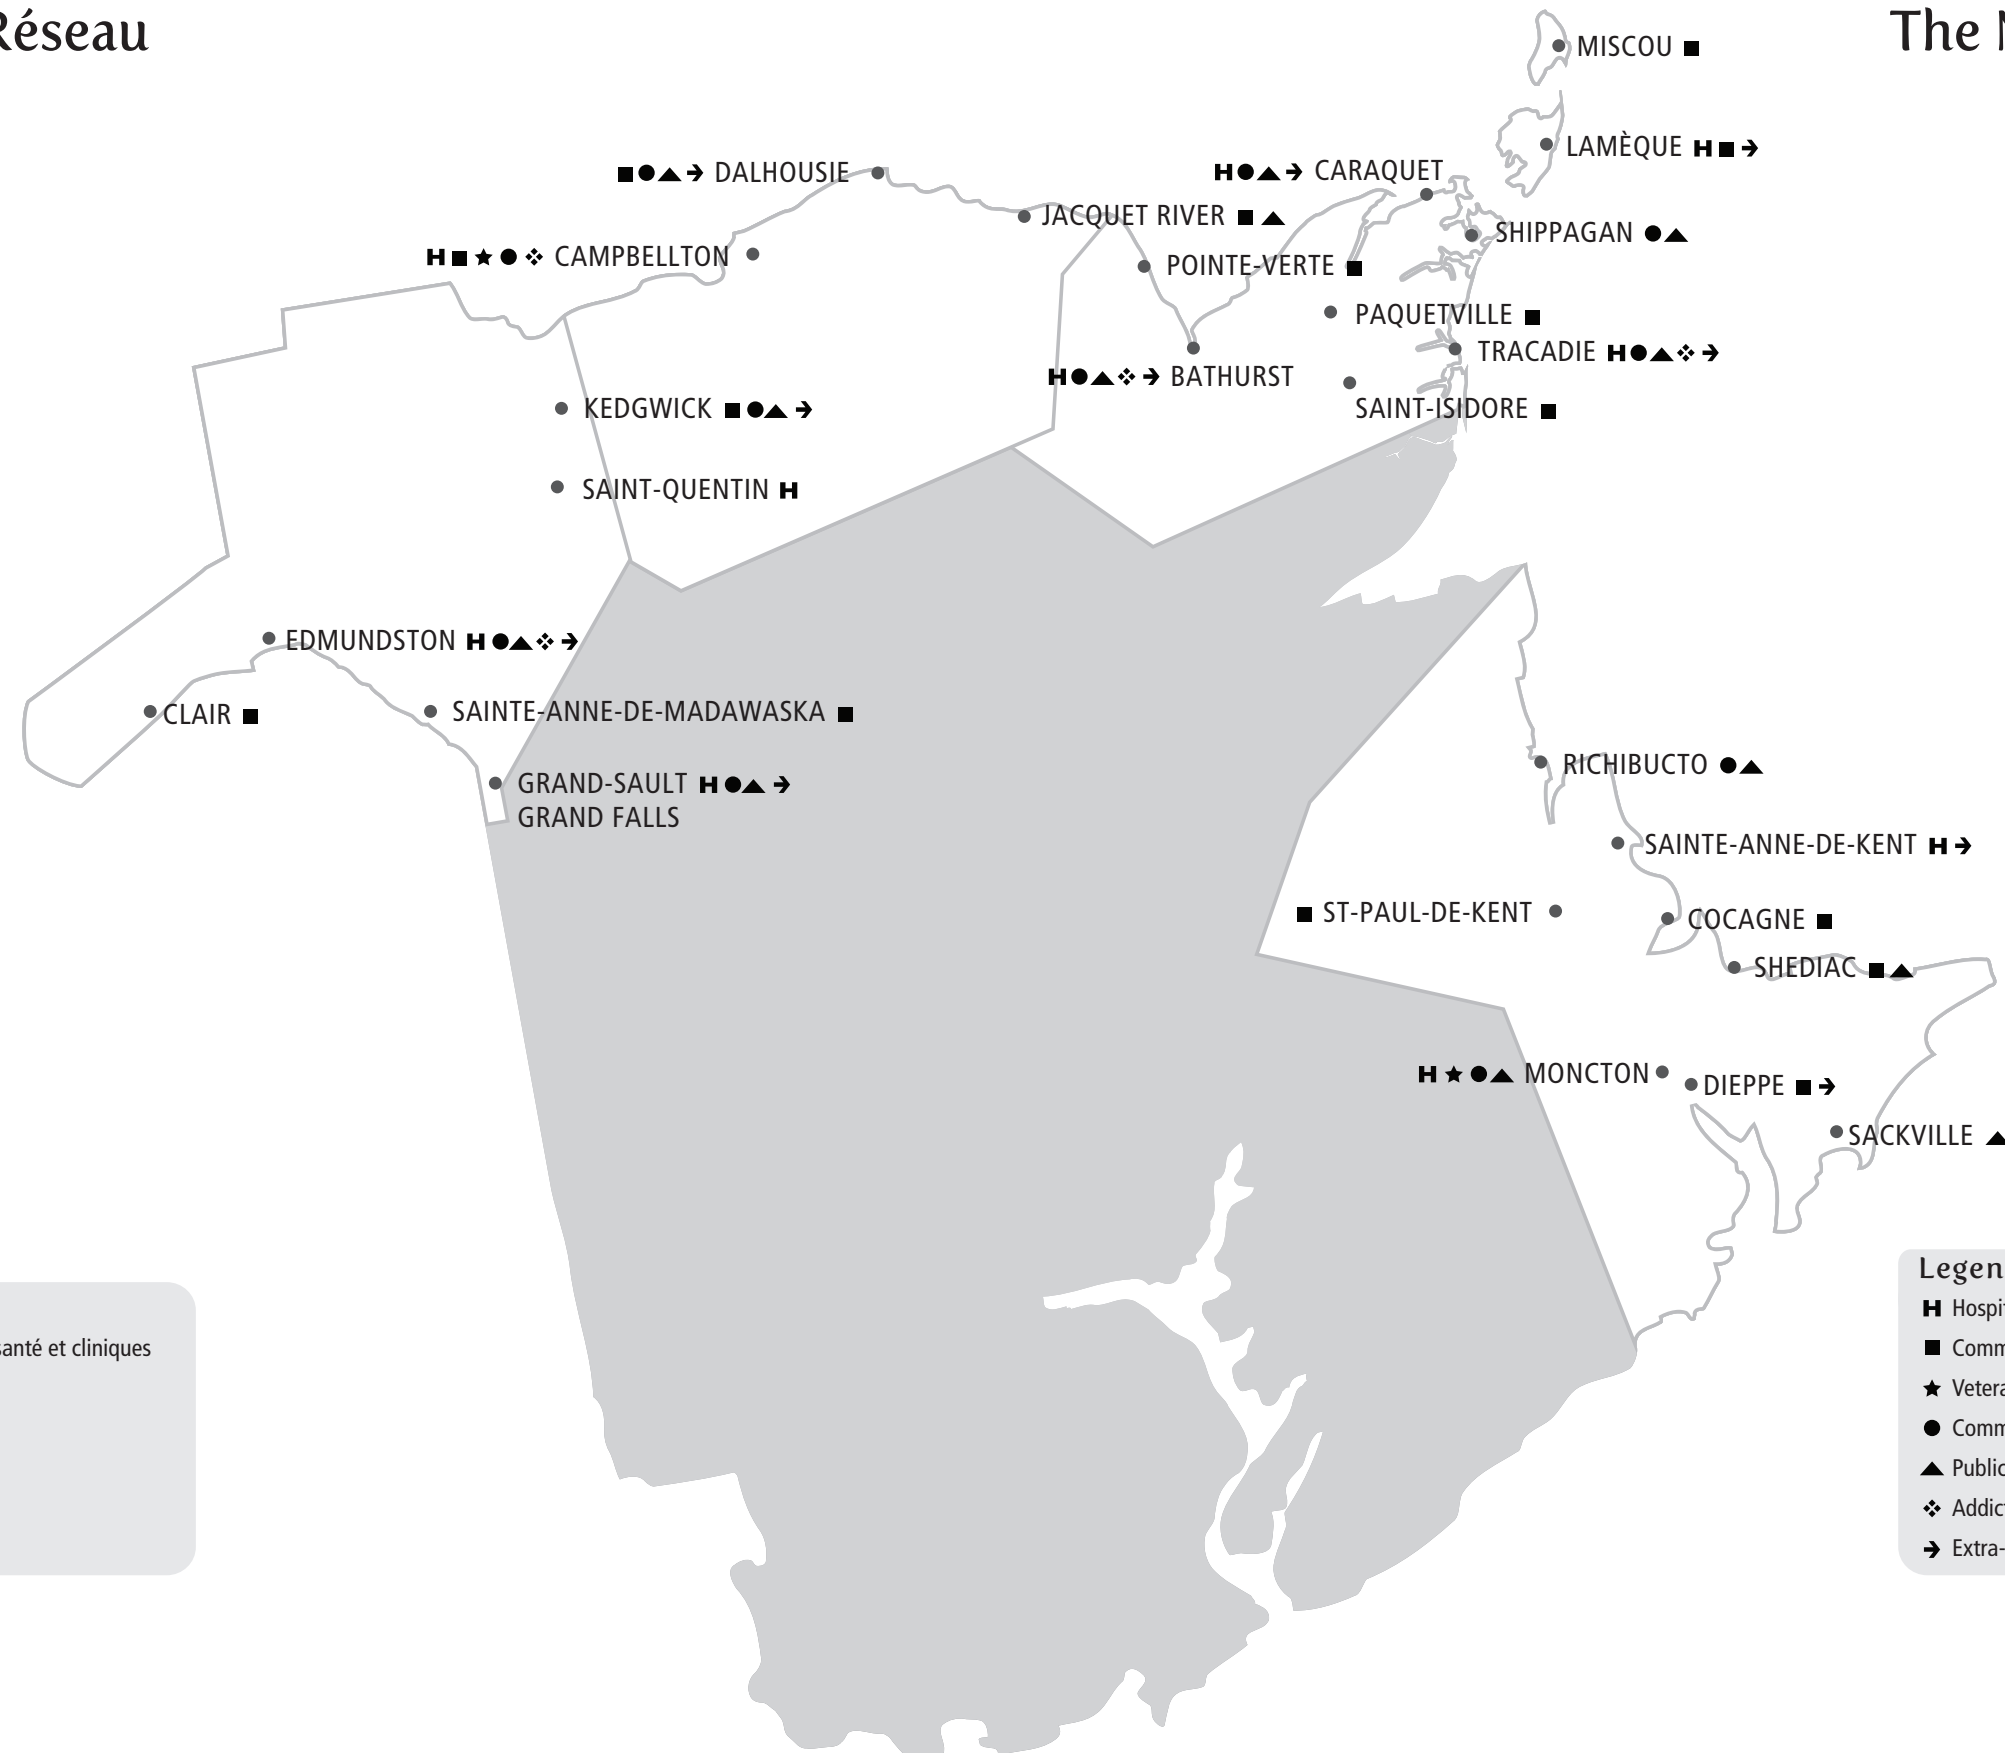 Réseau
The
MISCOU
LAMÈQUE H
DALHOUSIE
H CARAQUET
JACQUET RIVER
SHIPPAGAN
H CAMPBELLTON
POINTE-VERTE
PAQUETVILLE
TRACADIE H
H BATHURST
KEDGWICK
SAINT-ISIDORE
SAINT-QUENTIN H
EDMUNDSTON H
CLAIR
SAINTE-ANNE-DE-MADAWASKA
GRAND-SAULT H
GRAND FALLS
RICHIBUCTO
SAINTE-ANNE-DE-KENT H
ST-PAUL-DE-KENT
COCAGNE
SHEDIAC
H MONCTON
DIEPPE
SACKVILLE
santé et cliniques
Legen
H Hospi
Comm
Vetera
Comm
Public
Addic
Extra-